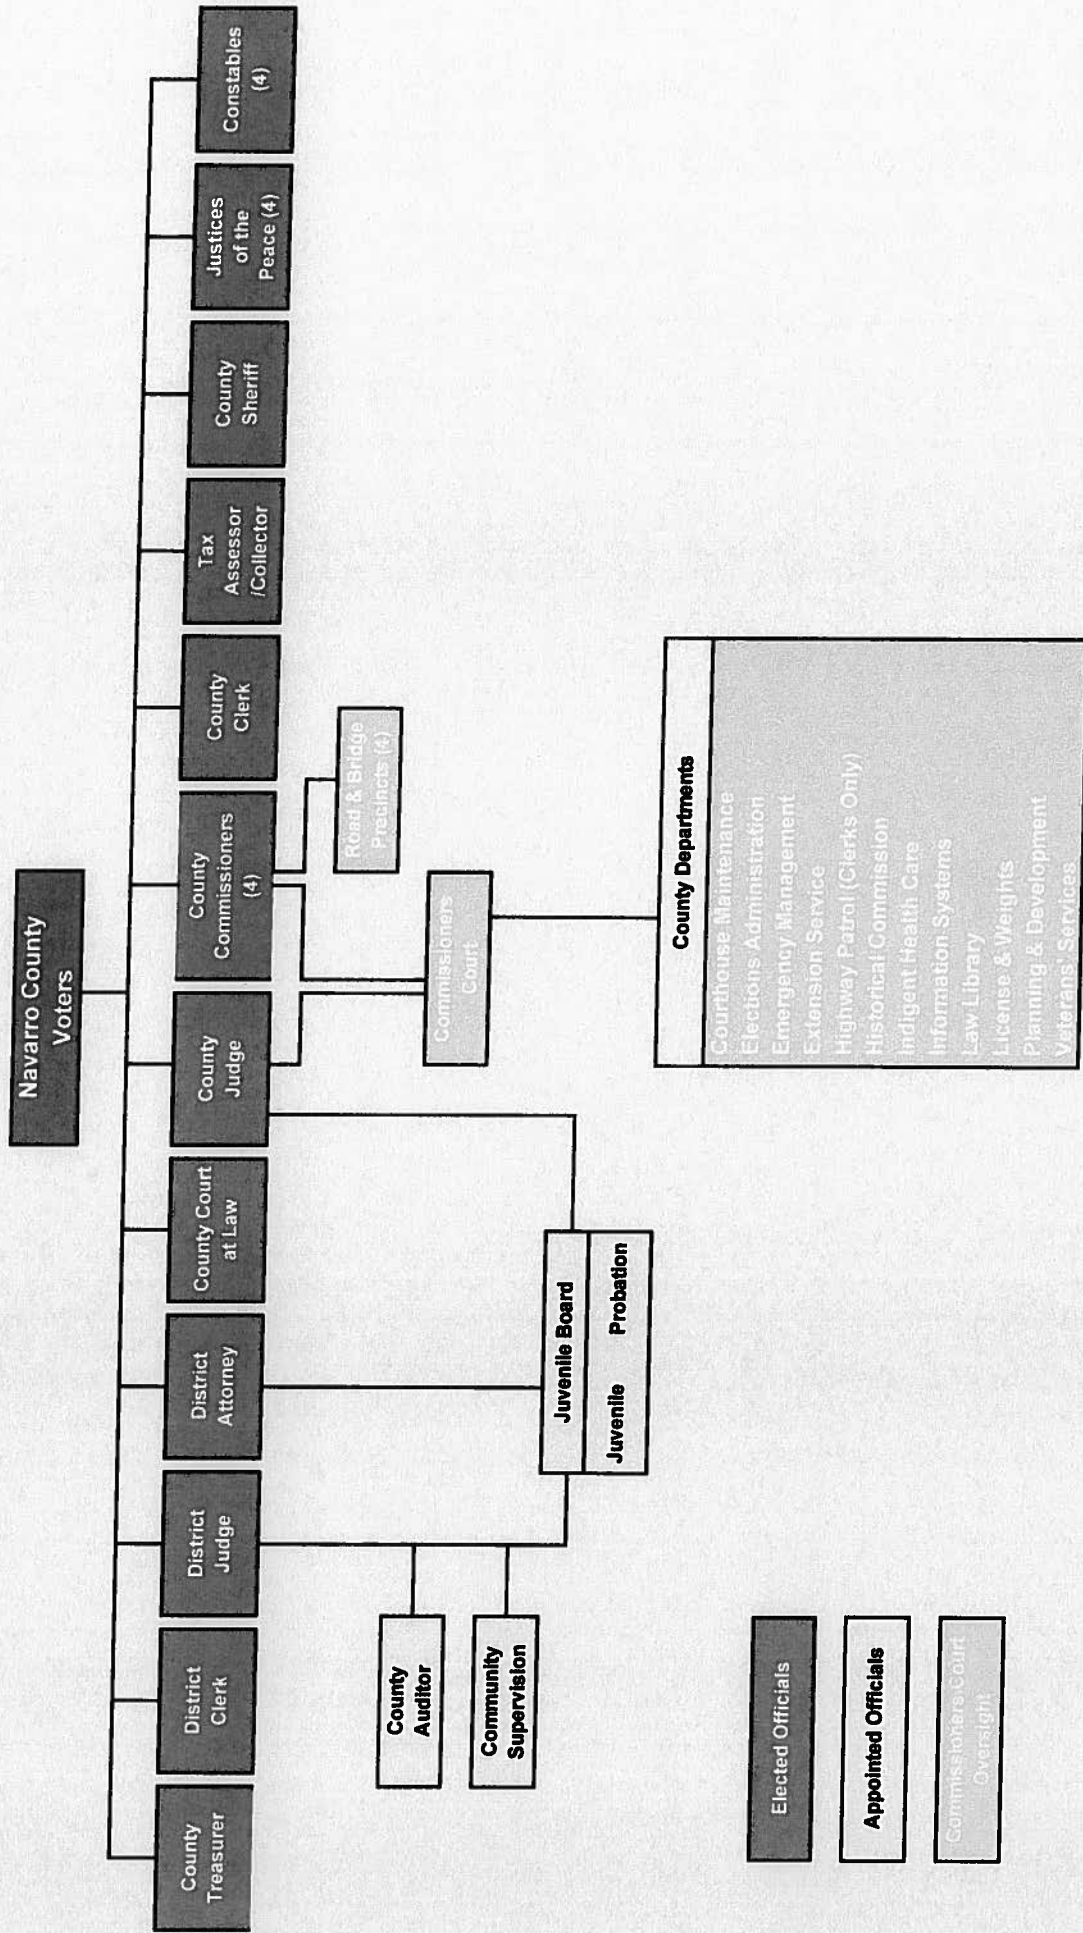 Navarro County
Voters
County
Treasurer
District
Clerk
District
Judge
District
Attorney
County Court
at Law
County
Judge
County
Commissioners
(4)
County
Clerk
Tax
Assessor
/Collector
County
Sheriff
Justices
of the
Peace (4)
Constables
(4)
Road & Bridge
Precincts (4)
County
Auditor
Commissioners
Court
Community
Supervision
Juvenile Board
Juvenile Probation
County Departments
Courthouse Maintenance
Elections Administration
Emergency Management
Extension Service
Highway Patrol (Clerks Only)
Historical Commission
Indigent Health Care
Information Systems
Law Library
License & Weights
Planning & Development
Veterans' Services
Elected Officials
Appointed Officials
Commissioners Court
Oversight